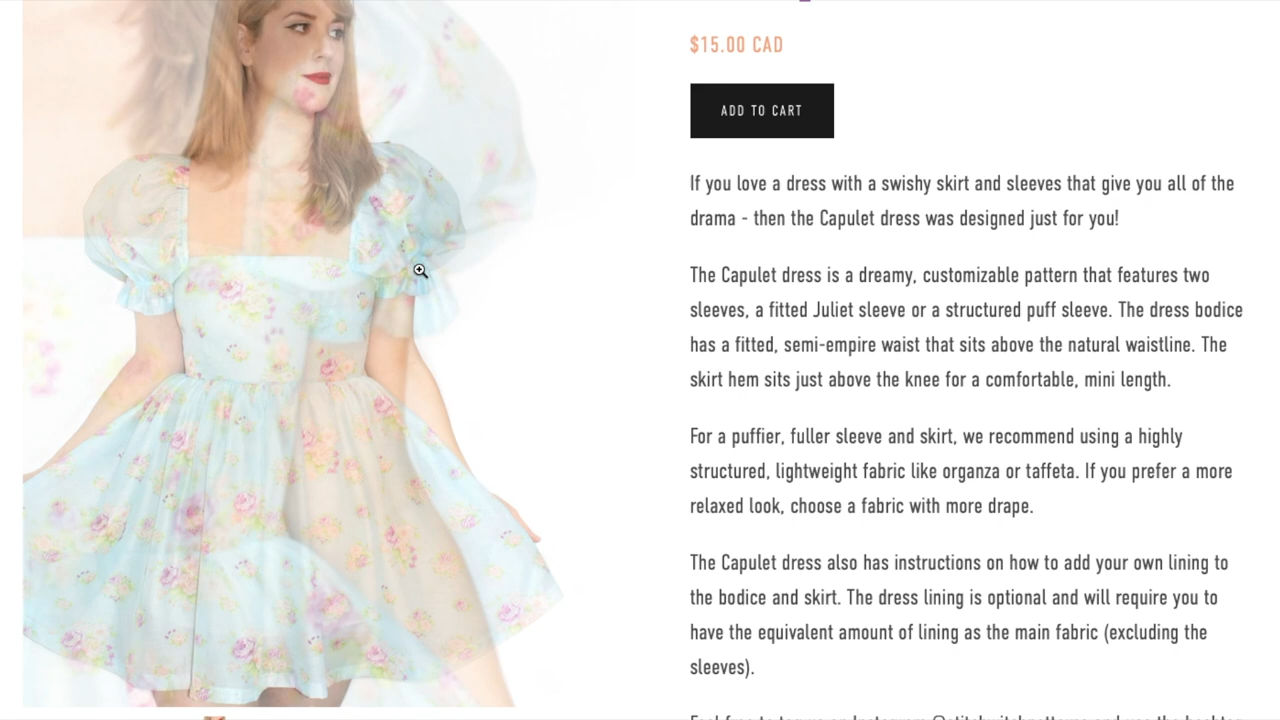 $15.00 CAD
ADD TO CART
If you love a dress with a swishy skirt and sleeves that give you all of the
drama - then the Capulet dress was designed just for you!
The Capulet dress is a dreamy, customizable pattern that features two
sleeves, a fitted Juliet sleeve or a structured puff sleeve. The dress bodice
has a fitted, semi-empire waist that sits above the natural waistline. The
skirt hem sits just above the knee for a comfortable, mini length.
For a puffier, fuller sleeve and skirt, we recommend using a highly
structured, lightweight fabric like organza or taffeta. If you prefer a more
relaxed look, choose a fabric with more drape.
The Capulet dress also has instructions on how to add your own lining to
the bodice and skirt. The dress lining is optional and will require you to
have the equivalent amount of lining as the main fabric (excluding the
sleeves).